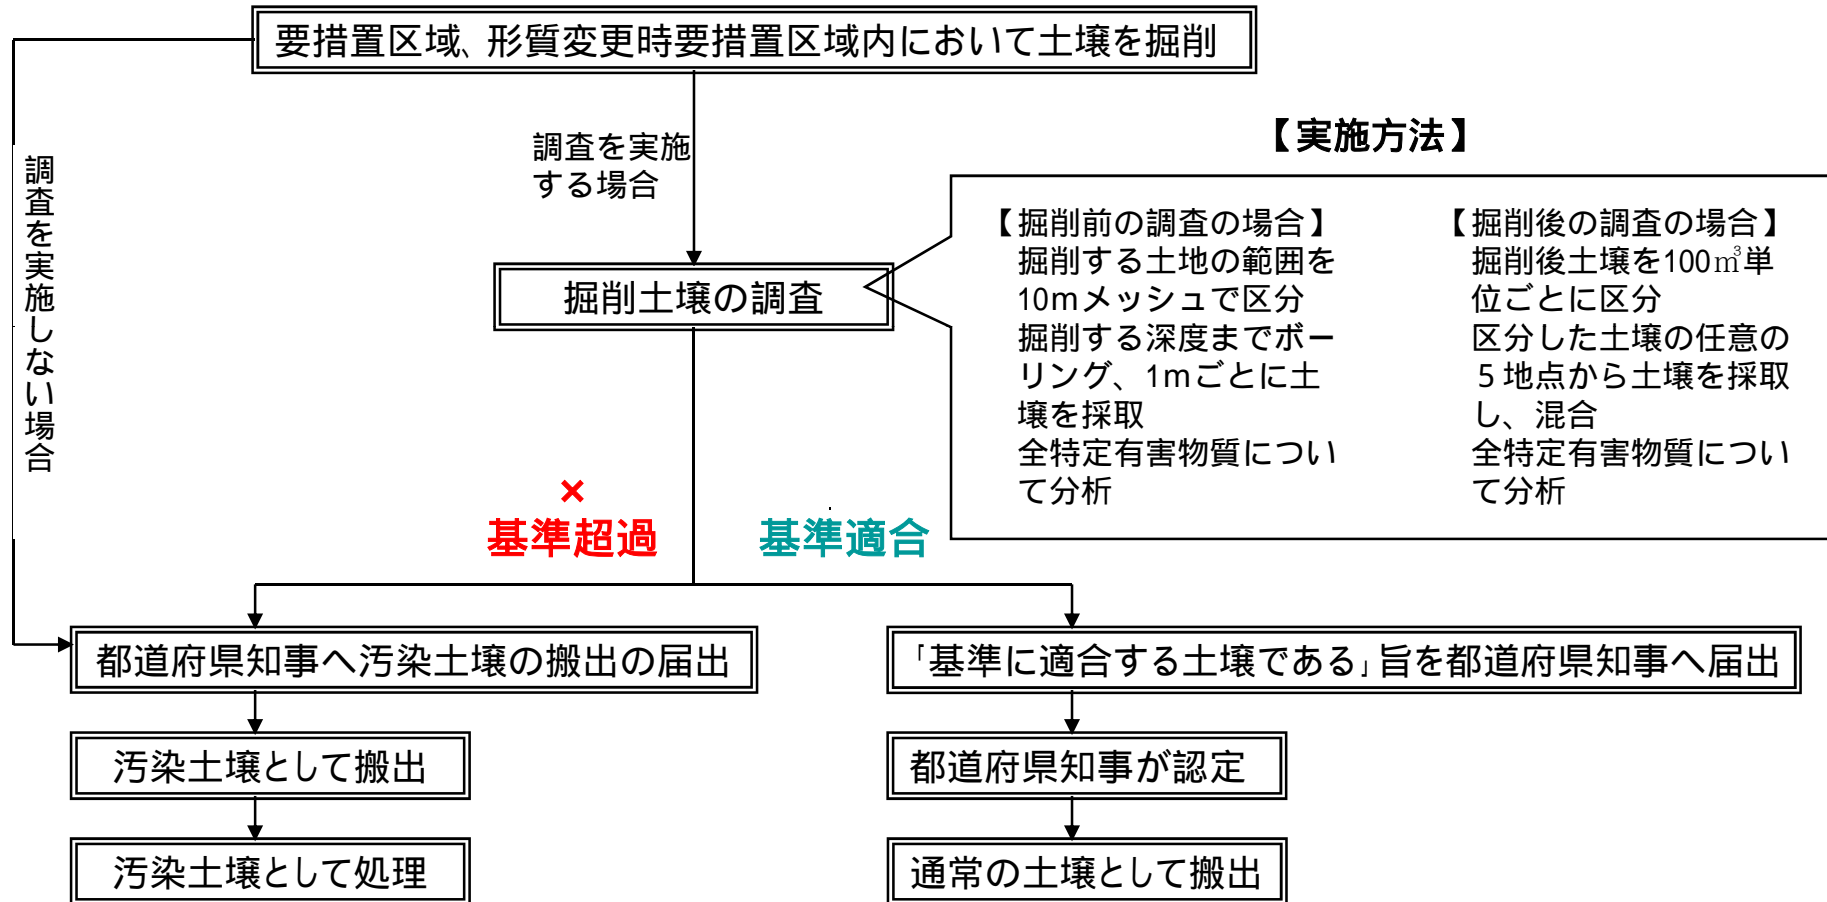 要措置区域、形質変更時要措置区域内において土壌を掘削
調査を実施しない場合
調査を実施
する場合
【実施方法】
掘削土壌の調査
【掘削前の調査の場合】
掘削する土地の範囲を
10mメッシュで区分
掘削する深度までボー
リング、1mごとに土
壌を採取
全特定有害物質につい
て分析
【掘削後の調査の場合】
掘削後土壌を100㎥単
位ごとに区分
区分した土壌の任意の
５地点から土壌を採取
し、混合
全特定有害物質につい
て分析
×
基準超過
基準適合
都道府県知事へ汚染土壌の搬出の届出
「基準に適合する土壌である」旨を都道府県知事へ届出
汚染土壌として搬出
都道府県知事が認定
汚染土壌として処理
通常の土壌として搬出